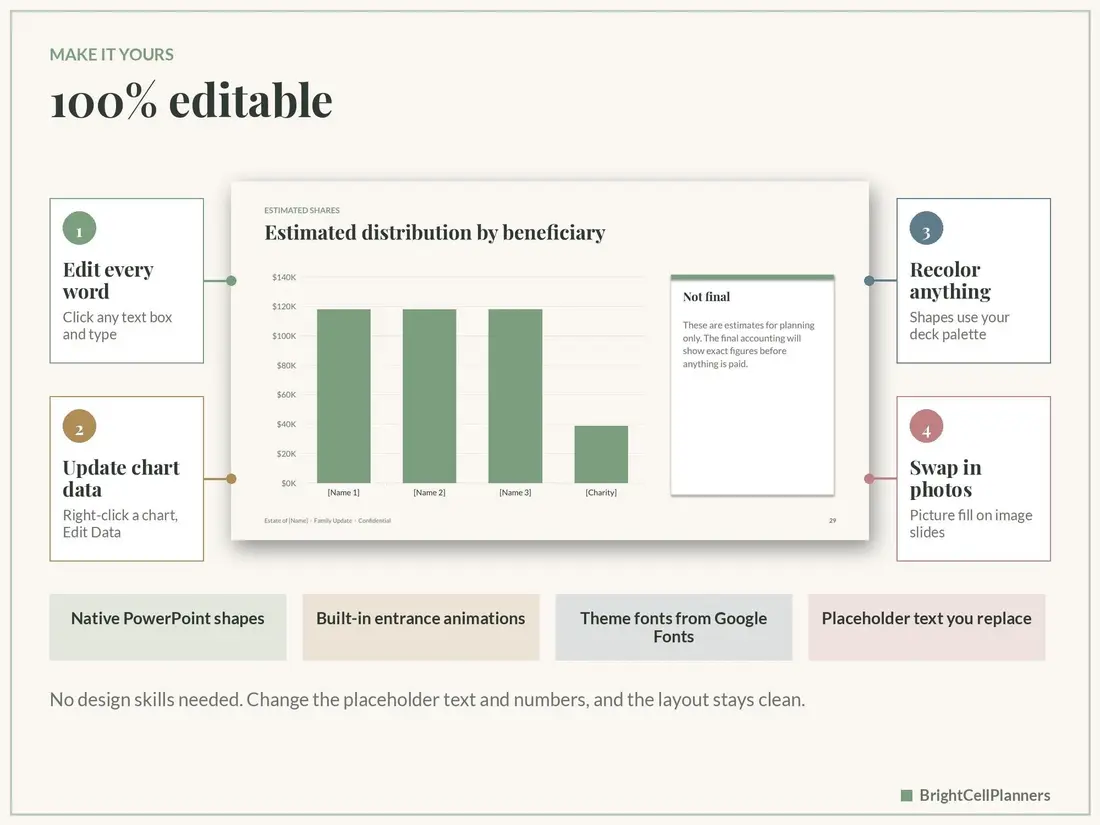 MAKE IT YOURS
100% editable
1
Edit every
word
Click any text box
and type
2
Update chart
data
Right-click a chart,
Edit Data
ESTIMATED SHARES
Estimated distribution by beneficiary
$140K
$120K
$100K
$80K
$60K
$40K
$20K
$0K
[Name 1]
[Name 2]
[Name 3]
[Charity]
Not final
These are estimates for planning
only. The final accounting will
show exact figures before
anything is paid.
Estate of [Name] · Family Update · Confidential
29
3
Recolor
anything
Shapes use your
deck palette
4
Swap in
photos
Picture fill on image
slides
Native PowerPoint shapes
Built-in entrance animations
Theme fonts from Google
Fonts
Placeholder text you replace
No design skills needed. Change the placeholder text and numbers, and the layout stays clean.
BrightCellPlanners